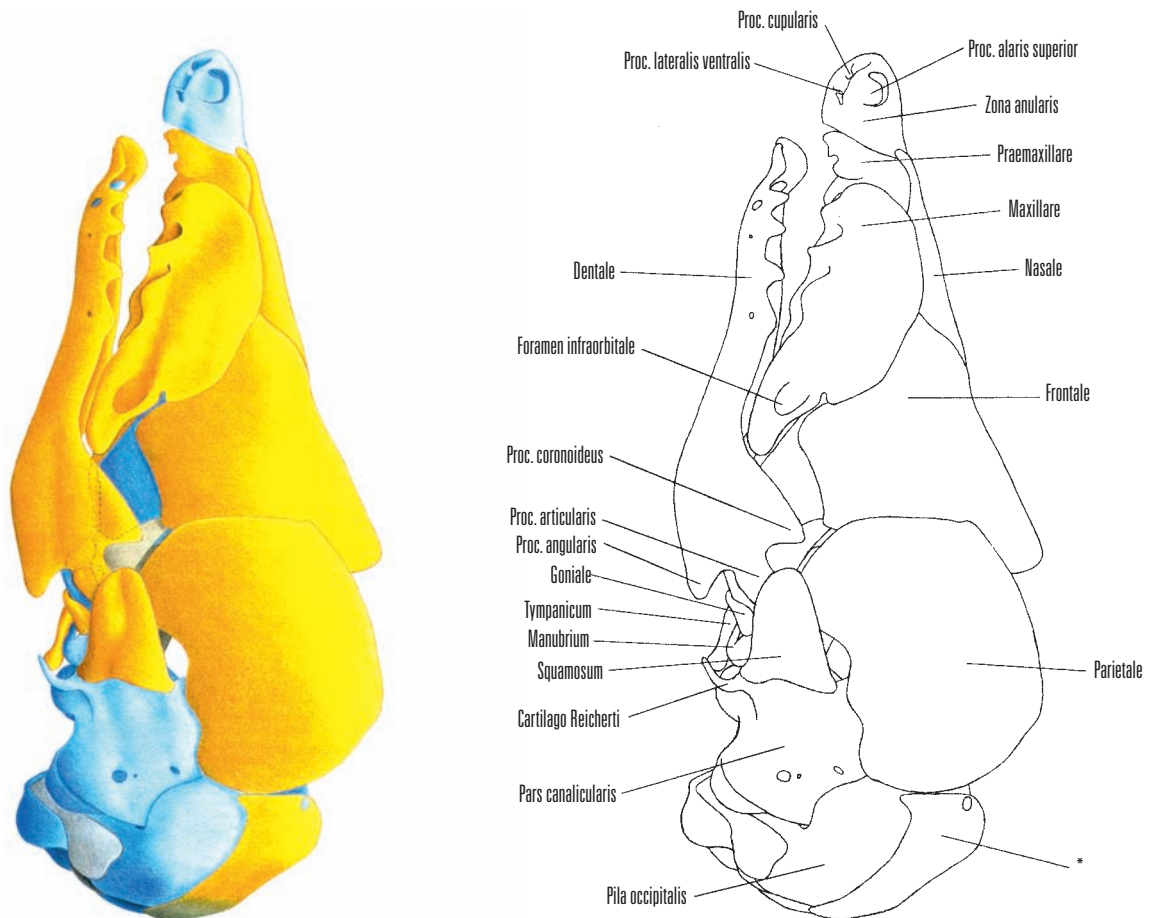 Proc. cupularis
Proc. alaris superior
Proc. lateralis ventralis
Zona anularis
Praemaxillare
Maxillare
Dentale
Nasale
Foramen infraorbitale
Frontale
Proc. coronoideus
Proc. articularis
Proc. angularis
Goniale
Tympanicum
Manubrium
Squamosum
Parietale
Cartilago Reicherti
Pars canalicularis
*
Pila occipitalis